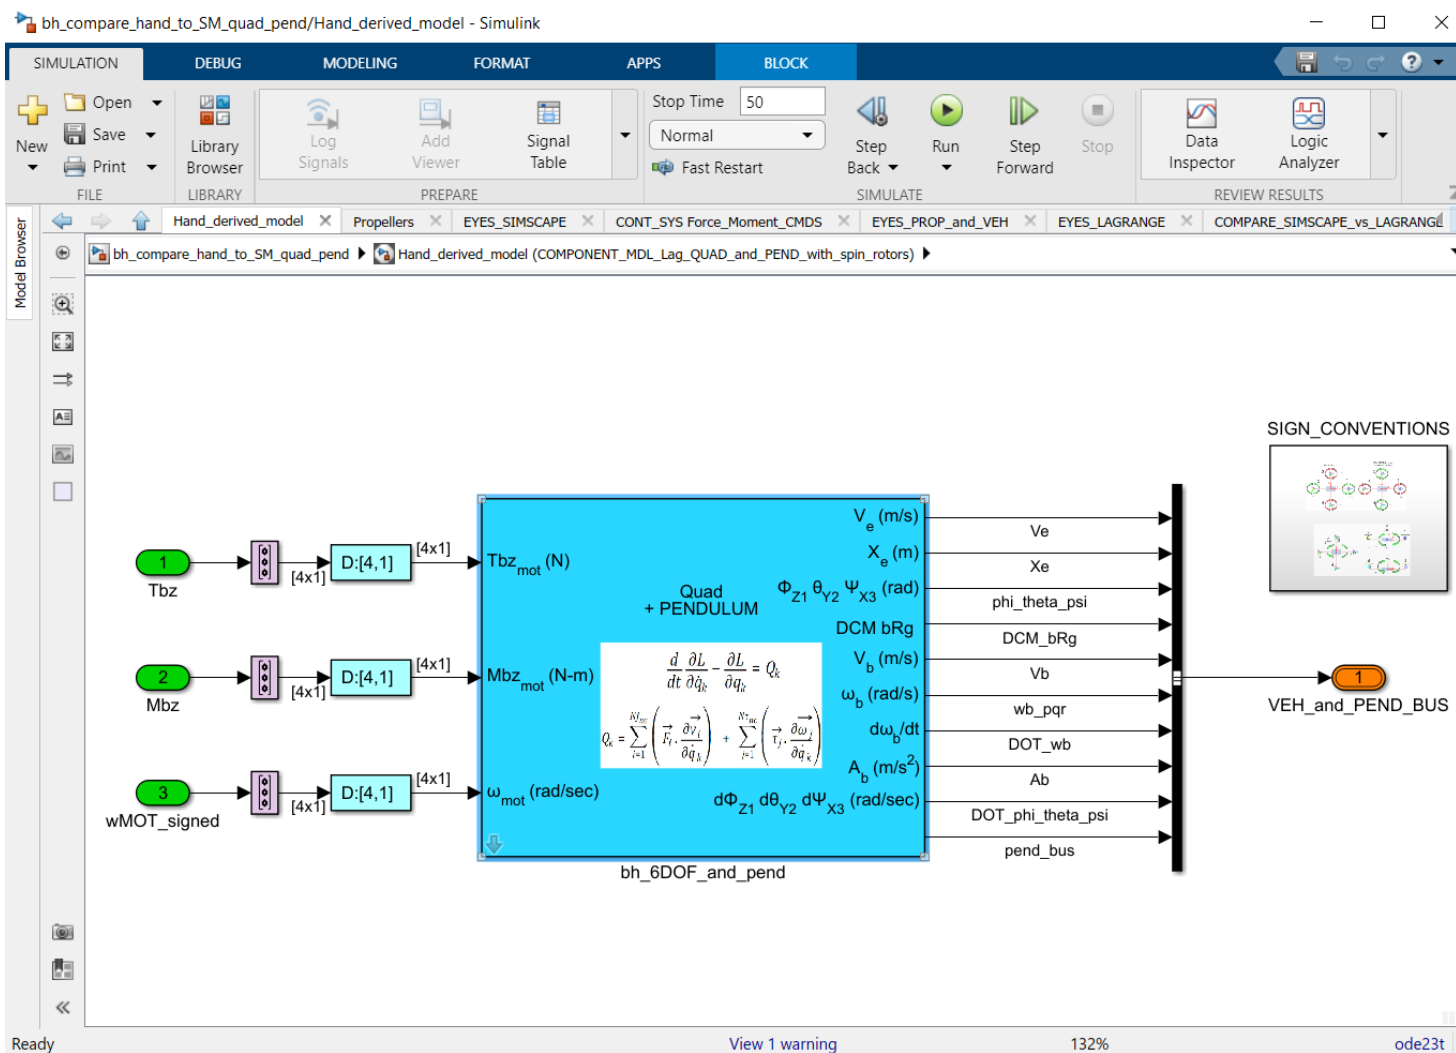 bh_compare_hand_to_SM_quad_pend/Hand_derived_model - Simulink
SIMULATION DEBUG MODELING FORMAT APPS BLOCK
New
Open
Save
Print
FILE
Library
Browser
LIBRARY
Log
Signals
Add
Viewer
Signal
Table
PREPARE
Stop Time 50
Normal
Fast Restart
Step
Back
Run
Step
Forward
Stop
SIMULATE
Data
Inspector
Logic
Analyzer
REVIEW RESULTS
Model Browser
Hand_derived_model Propellers EYES_SIMSCAPE CONT_SYS Force_Moment_CMDS EYES_PROP_and_VEH EYES_LAGRANGE COMPARE_SIMSCAPE_vs_LAGRANGE
bh_compare_hand_to_SM_quad_pend Hand_derived_model (COMPONENT_MDL_Lag_QUAD_and_PEND_with_spin_rotors)
SIGN_CONVENTIONS
1
Tbz
[4x1]
D:[4,1]
[4x1]
2
Mbz
[4x1]
D:[4,1]
[4x1]
3
wMOT_signed
[4x1]
D:[4,1]
[4x1]
Tbz_mot (N)
Mbz_mot (N-m)
ω_mot (rad/sec)
Quad
+ PENDULUM
d/dt ∂L/∂q̇_k − ∂L/∂q_k = Q_k
V_e (m/s)
X_e (m)
Φ_Z1 θ_Y2 Ψ_X3 (rad)
DCM bRg
V_b (m/s)
ω_b (rad/s)
dω_b/dt
A_b (m/s²)
dΦ_Z1 dθ_Y2 dΨ_X3 (rad/sec)
bh_6DOF_and_pend
Ve
Xe
phi_theta_psi
DCM_bRg
Vb
wb_pqr
DOT_wb
Ab
DOT_phi_theta_psi
pend_bus
1
VEH_and_PEND_BUS
Ready
View 1 warning
132%
ode23t